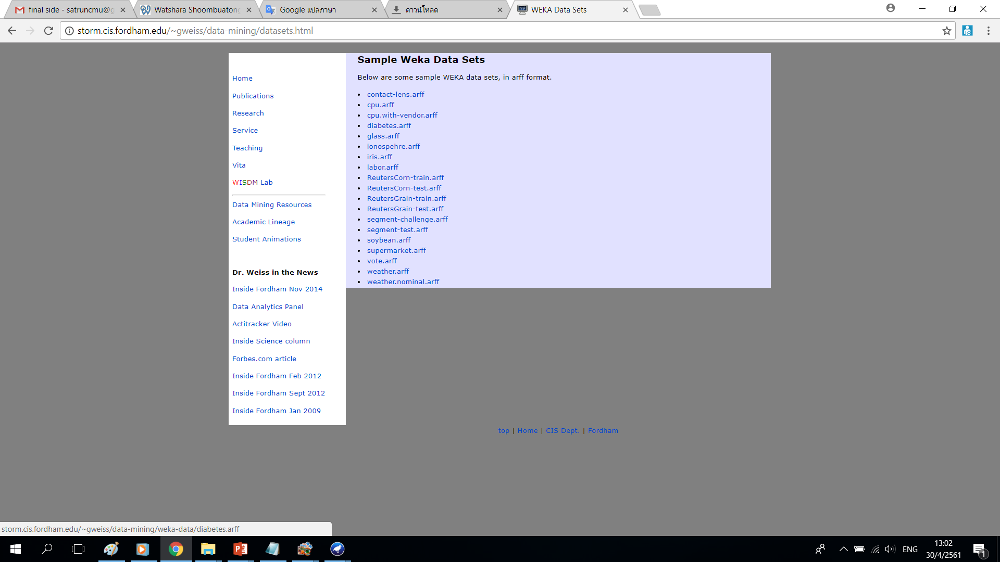 final side - satruncmu@g
Watshara Shoombuatong
Google แปลภาษา
ดาวน์โหลด
WEKA Data Sets
storm.cis.fordham.edu/~gweiss/data-mining/datasets.html
Home
Publications
Research
Service
Teaching
Vita
WISDM Lab
Data Mining Resources
Academic Lineage
Student Animations
Dr. Weiss in the News
Inside Fordham Nov 2014
Data Analytics Panel
Actitracker Video
Inside Science column
Forbes.com article
Inside Fordham Feb 2012
Inside Fordham Sept 2012
Inside Fordham Jan 2009
Sample Weka Data Sets
Below are some sample WEKA data sets, in arff format.
contact-lens.arff
cpu.arff
cpu.with-vendor.arff
diabetes.arff
glass.arff
ionospehre.arff
iris.arff
labor.arff
ReutersCorn-train.arff
ReutersCorn-test.arff
ReutersGrain-train.arff
ReutersGrain-test.arff
segment-challenge.arff
segment-test.arff
soybean.arff
supermarket.arff
vote.arff
weather.arff
weather.nominal.arff
top | Home | CIS Dept. | Fordham
storm.cis.fordham.edu/~gweiss/data-mining/weka-data/diabetes.arff
ENG
13:02
30/4/2561
1